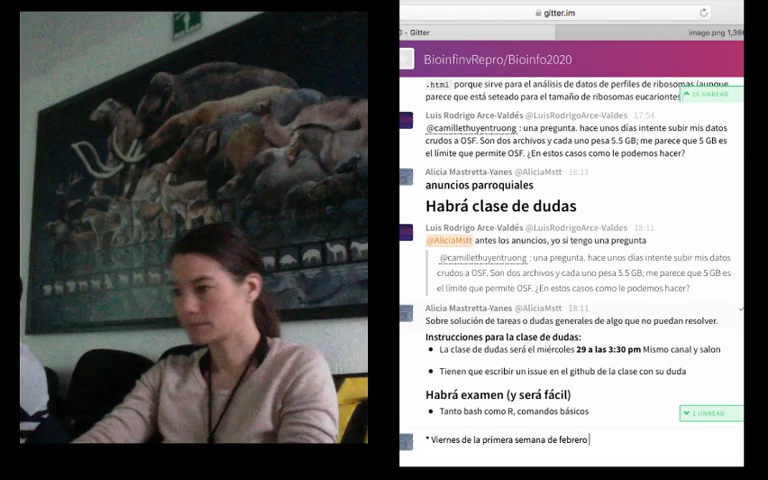 gitter.im
0 - Gitter
image.png 1,36
BioinfinvRepro/Bioinfo2020
.html porque sirve para el análisis de datos de perfiles de ribosomas (aunque
parece que está seteado para el tamaño de ribosomas eucariontes
15 UNREAD
Luis Rodrigo Arce-Valdés @LuisRodrigoArce-Valdes 17:54
@camillethuyentruong : una pregunta. hace unos días intente subir mis datos
crudos a OSF. Son dos archivos y cada uno pesa 5.5 GB; me parece que 5 GB es
el límite que permite OSF. ¿En estos casos como le podemos hacer?
Alicia Mastretta-Yanes @AliciaMstt 18:11
anuncios parroquiales
Habrá clase de dudas
Luis Rodrigo Arce-Valdés @LuisRodrigoArce-Valdes 18:11
@AliciaMstt antes los anuncios, yo si tengo una pregunta
@camillethuyentruong : una pregunta. hace unos días intente subir mis datos
crudos a OSF. Son dos archivos y cada uno pesa 5.5 GB; me parece que 5 GB es
el límite que permite OSF. ¿En estos casos como le podemos hacer?
Alicia Mastretta-Yanes @AliciaMstt 18:11
Sobre solución de tareas o dudas generales de algo que no puedan resolver.
Instrucciones para la clase de dudas:
• La clase de dudas será el miércoles 29 a las 3:30 pm Mismo canal y salon
• Tienen que escribir un issue en el github de la clase con su duda
Habrá examen (y será fácil)
• Tanto bash como R, comandos básicos
1 UNREAD
* Viernes de la primera semana de febrero